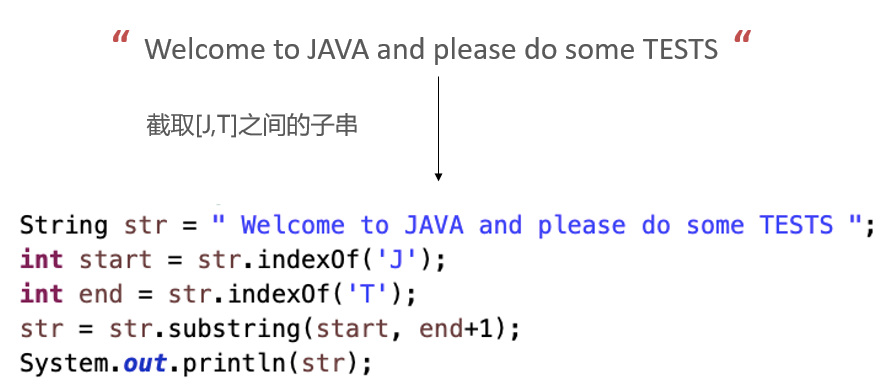 “ Welcome to JAVA and please do some TESTS “
截取[J,T]之间的子串
String str = " Welcome to JAVA and please do some TESTS ";
int start = str.indexOf('J');
int end = str.indexOf('T');
str = str.substring(start, end+1);
System.out.println(str);